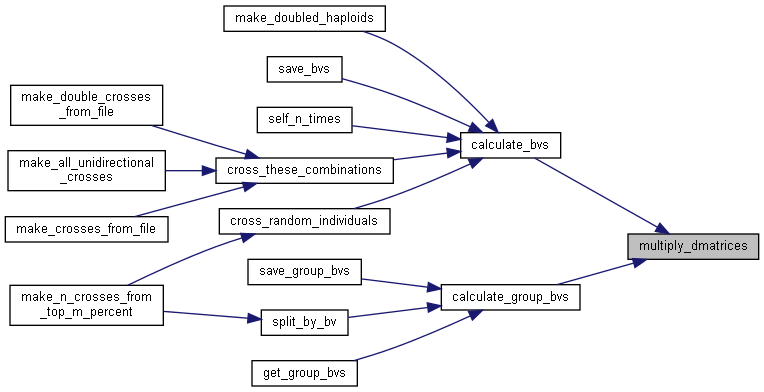 make_doubled_haploids
save_bvs
make_double_crosses
_from_file
self_n_times
calculate_bvs
make_all_unidirectional
_crosses
cross_these_combinations
make_crosses_from_file
cross_random_individuals
multiply_dmatrices
save_group_bvs
make_n_crosses_from
_top_m_percent
calculate_group_bvs
split_by_bv
get_group_bvs